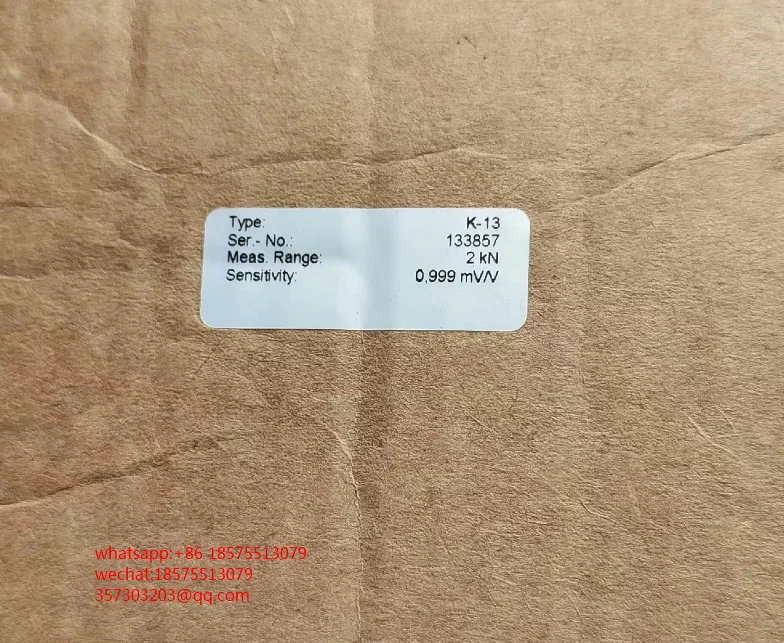 Type: K-13
Ser.- No.: 133857
Meas. Range: 2 kN
Sensitivity: 0,999 mV/V
whatsapp:+86 18575513079
wechat:18575513079
357303203@qq.com